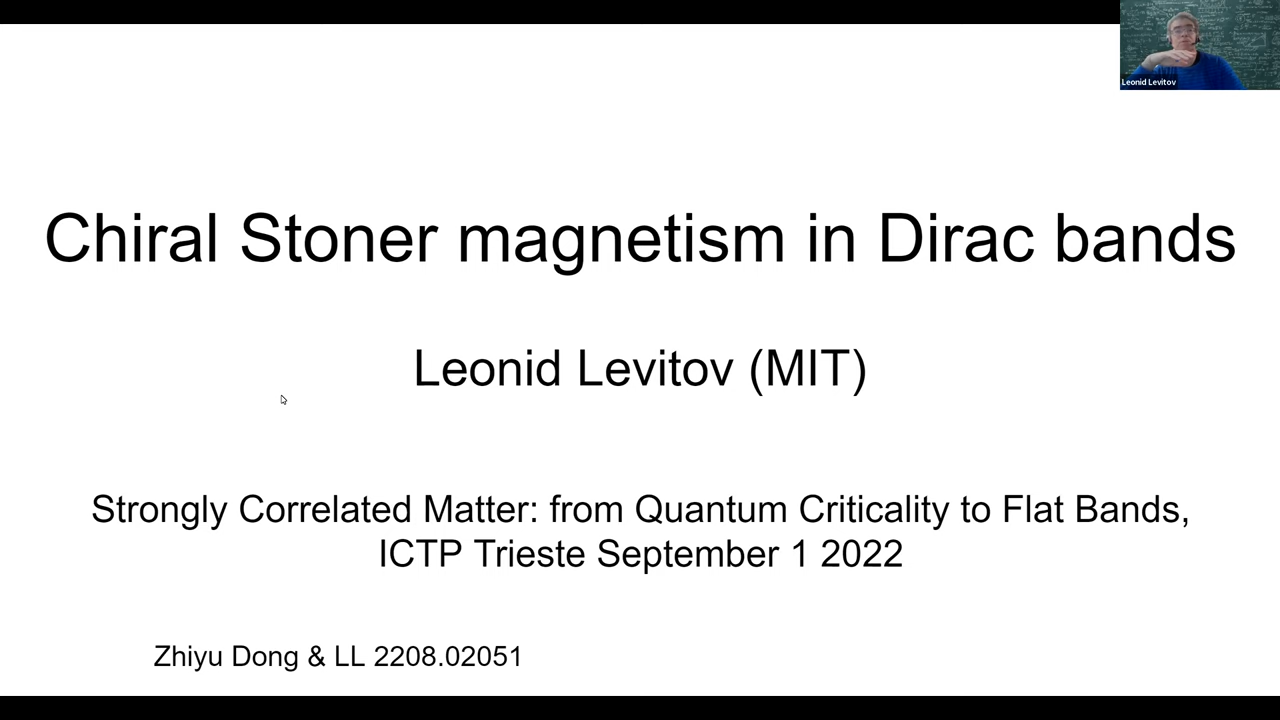 Leonid Levitov
Chiral Stoner magnetism in Dirac bands
Leonid Levitov (MIT)
Strongly Correlated Matter: from Quantum Criticality to Flat Bands,
ICTP Trieste September 1 2022
Zhiyu Dong & LL 2208.02051